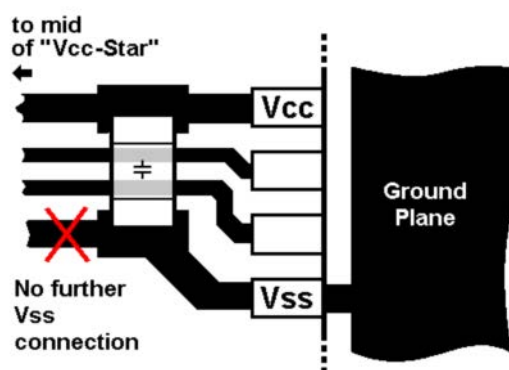 to mid
of "Vcc-Star"
Vcc
Ground
Plane
Vss
No further
Vss
connection